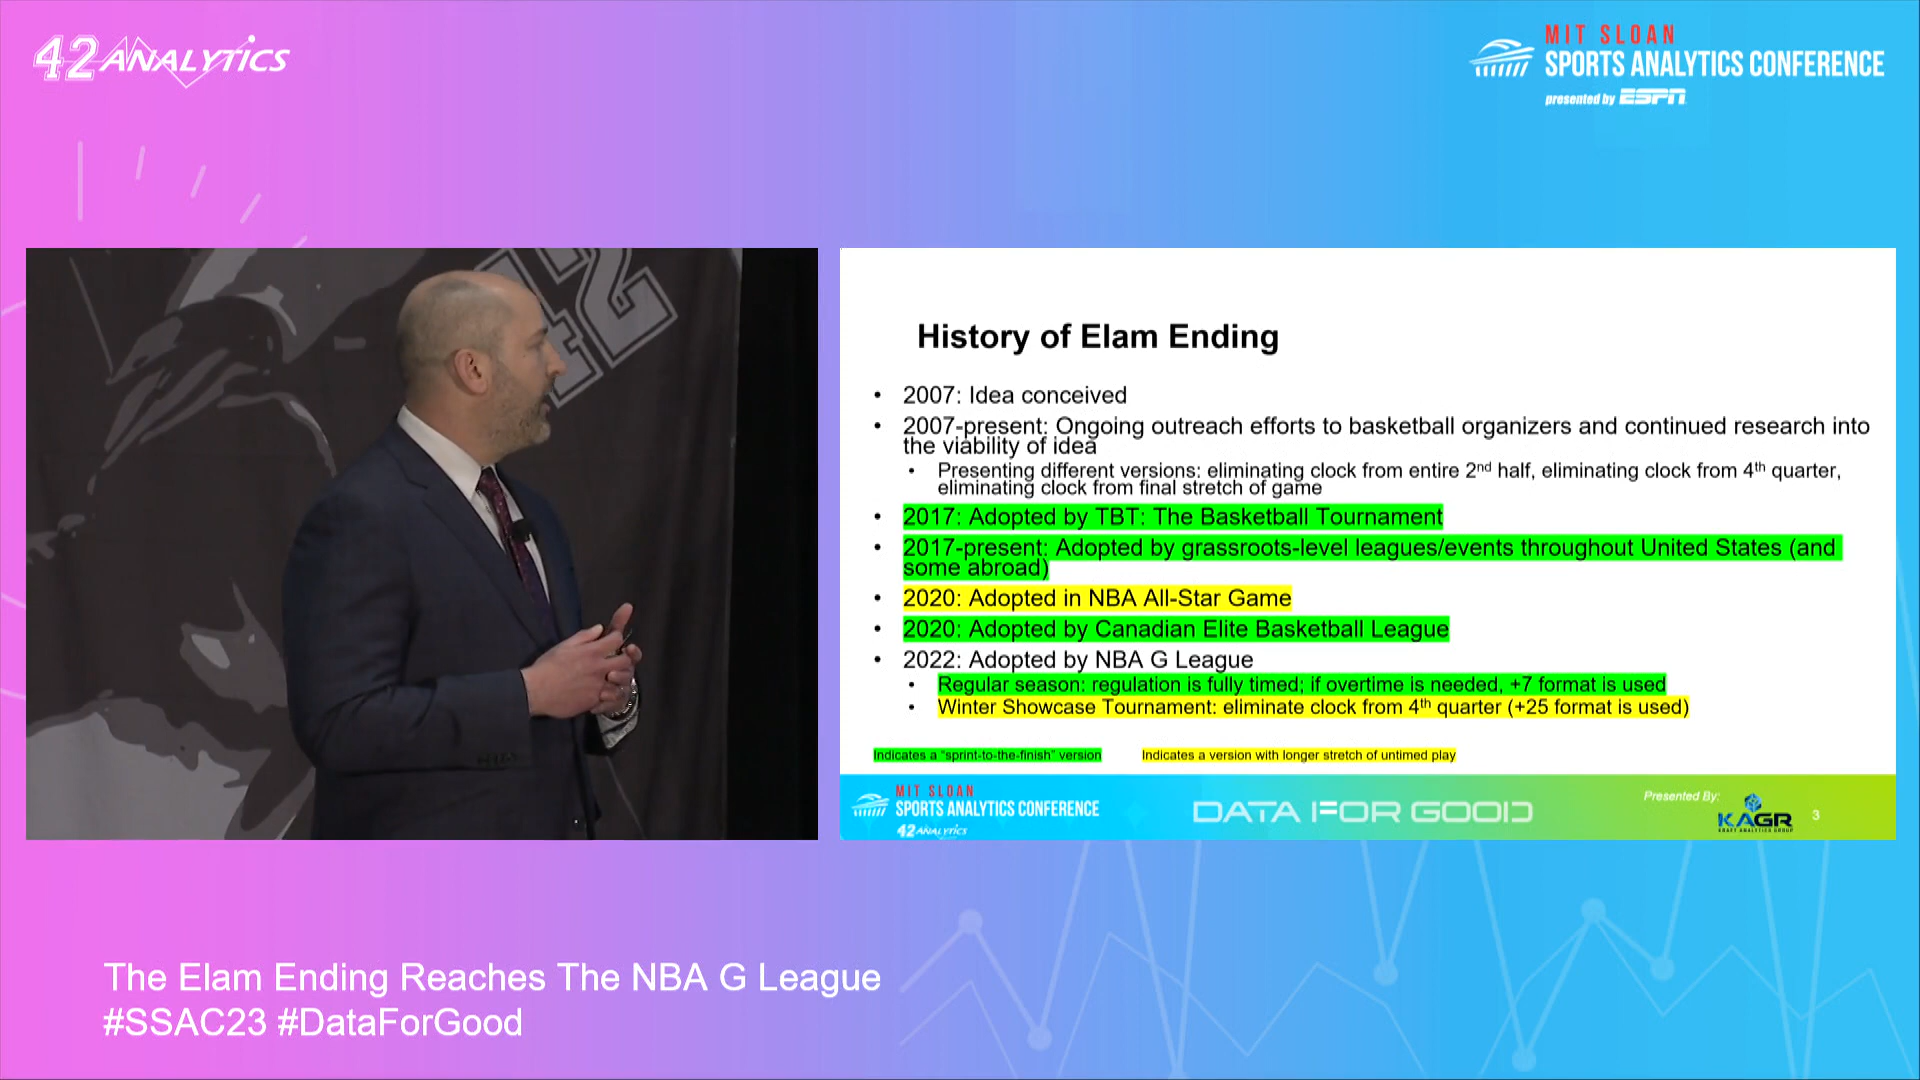 42 ANALYTICS
MIT SLOAN
SPORTS ANALYTICS CONFERENCE
presented by ESPN
42
History of Elam Ending
• 2007: Idea conceived
• 2007-present: Ongoing outreach efforts to basketball organizers and continued research into
the viability of idea
• Presenting different versions: eliminating clock from entire 2nd half, eliminating clock from 4th quarter,
eliminating clock from final stretch of game
• 2017: Adopted by TBT: The Basketball Tournament
• 2017-present: Adopted by grassroots-level leagues/events throughout United States (and
some abroad)
• 2020: Adopted in NBA All-Star Game
• 2020: Adopted by Canadian Elite Basketball League
• 2022: Adopted by NBA G League
• Regular season: regulation is fully timed; if overtime is needed, +7 format is used
• Winter Showcase Tournament: eliminate clock from 4th quarter (+25 format is used)
Indicates a "sprint-to-the-finish" version
Indicates a version with longer stretch of untimed play
MIT SLOAN
SPORTS ANALYTICS CONFERENCE
42 ANALYTICS
DATA FOR GOOD
Presented By:
KAGR
KRAFT ANALYTICS GROUP
3
The Elam Ending Reaches The NBA G League
#SSAC23 #DataForGood